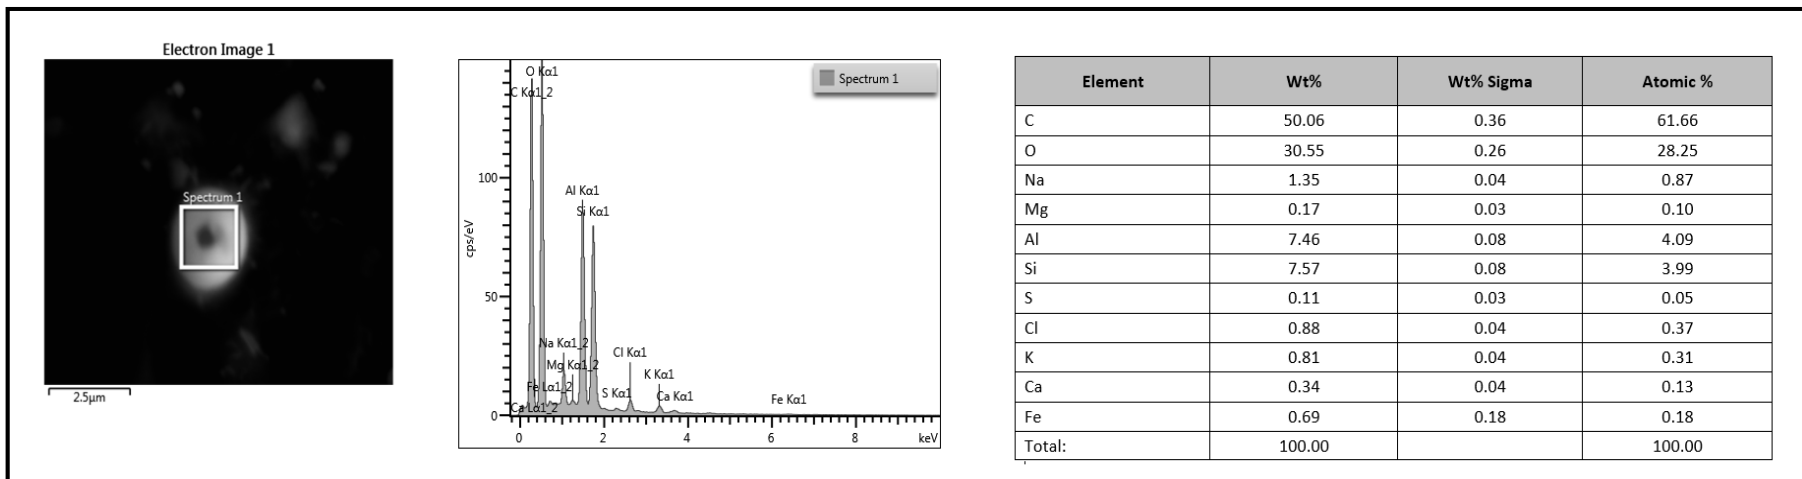 Electron Image 1
Spectrum 1
2.5μm
Spectrum 1
O Kα1
C Kα1_2
100
Al Kα1
Si Kα1
cps/eV
50
Na Kα1_2
Cl Kα1
Mg Kα1_2
K Kα1
Fe Lα1_2
S Kα1
Ca Kα1
Fe Kα1
Ca Lα1_2
0
0 2 4 6 8 keV
Element Wt% Wt% Sigma Atomic %
C 50.06 0.36 61.66
O 30.55 0.26 28.25
Na 1.35 0.04 0.87
Mg 0.17 0.03 0.10
Al 7.46 0.08 4.09
Si 7.57 0.08 3.99
S 0.11 0.03 0.05
Cl 0.88 0.04 0.37
K 0.81 0.04 0.31
Ca 0.34 0.04 0.13
Fe 0.69 0.18 0.18
Total: 100.00 100.00